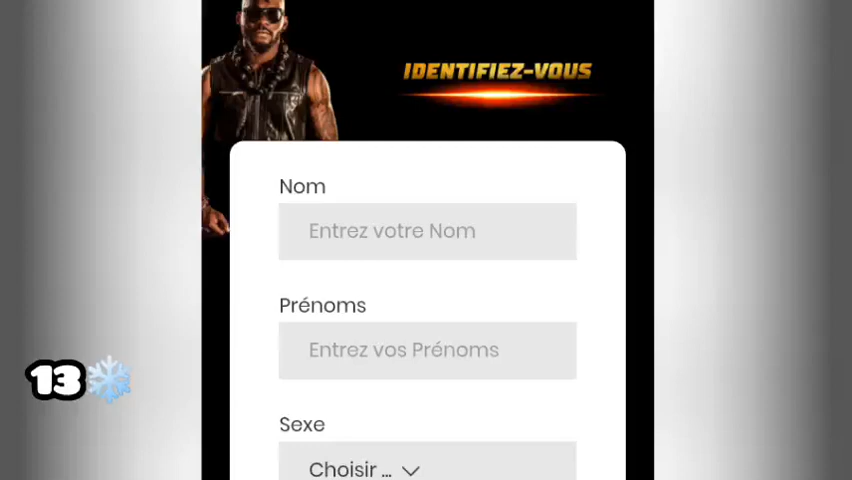 IDENTIFIEZ-VOUS
Nom
Entrez votre Nom
Prénoms
Entrez vos Prénoms
Sexe
Choisir ...
13